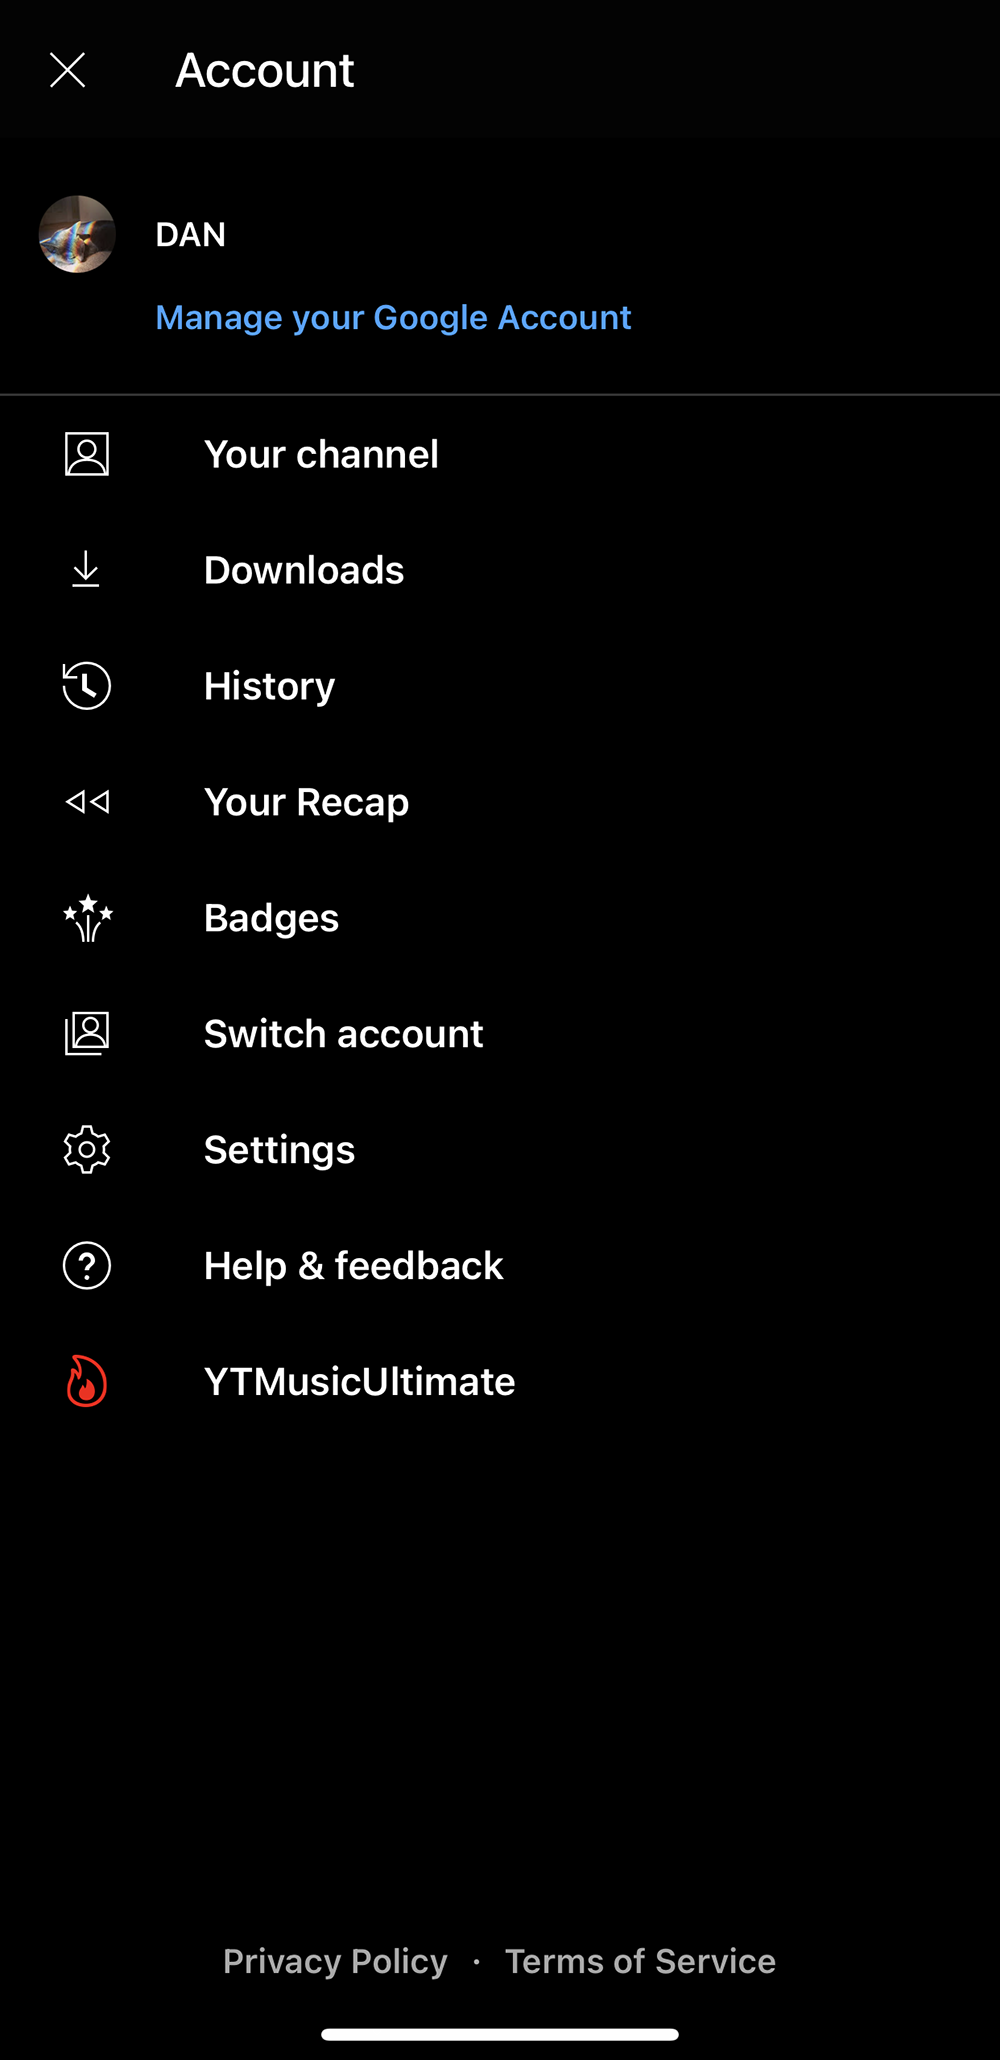 Account
DAN
Manage your Google Account
Your channel
Downloads
History
Your Recap
Badges
Switch account
Settings
Help & feedback
YTMusicUltimate
Privacy Policy · Terms of Service